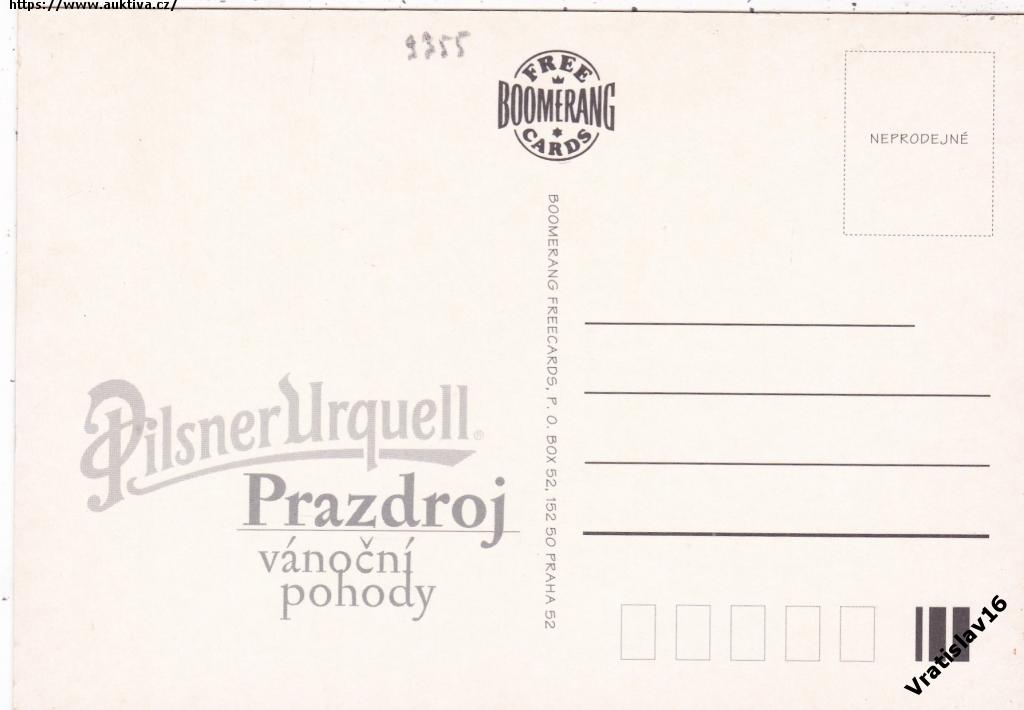 https://www.auktiva.cz/
9355
FREE
BOOMERANG
CARDS
NEPRODEJNÉ
BOOMERANG FREECARDS, P. O. BOX 52, 152 50 PRAHA 52
Pilsner Urquell®
Prazdroj
vánoční
pohody
Vratislav16